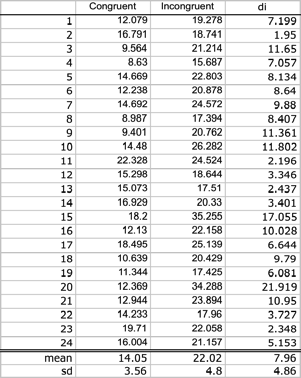 Congruent Incongruent di
1 12.079 19.278 7.199
2 16.791 18.741 1.95
3 9.564 21.214 11.65
4 8.63 15.687 7.057
5 14.669 22.803 8.134
6 12.238 20.878 8.64
7 14.692 24.572 9.88
8 8.987 17.394 8.407
9 9.401 20.762 11.361
10 14.48 26.282 11.802
11 22.328 24.524 2.196
12 15.298 18.644 3.346
13 15.073 17.51 2.437
14 16.929 20.33 3.401
15 18.2 35.255 17.055
16 12.13 22.158 10.028
17 18.495 25.139 6.644
18 10.639 20.429 9.79
19 11.344 17.425 6.081
20 12.369 34.288 21.919
21 12.944 23.894 10.95
22 14.233 17.96 3.727
23 19.71 22.058 2.348
24 16.004 21.157 5.153
mean 14.05 22.02 7.96
sd 3.56 4.8 4.86